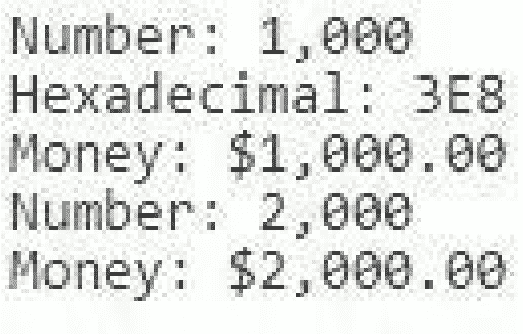 Number: 1,000
Hexadecimal: 3E8
Money: $1,000.00
Number: 2,000
Money: $2,000.00